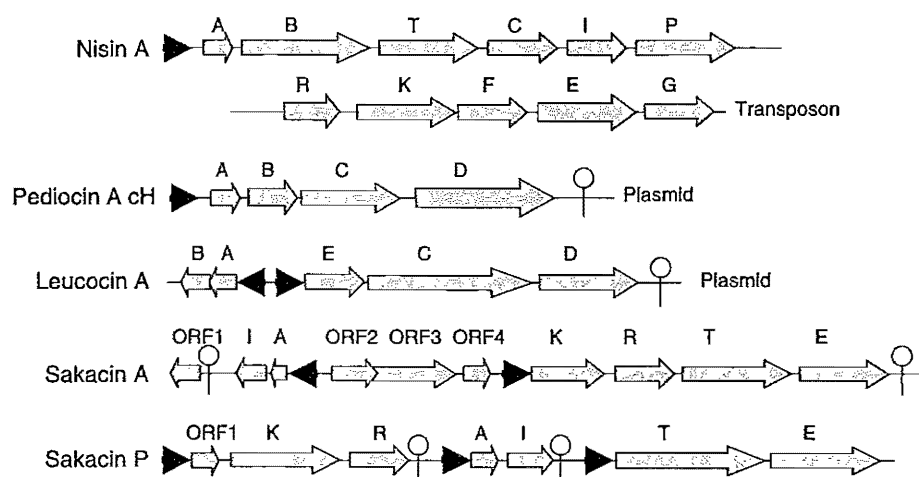 A B T C I P
Nisin A
R K F E G
Transposon
A B C D
Pediocin A cH
Plasmid
B A E C D
Leucocin A
Plasmid
ORF1 I A ORF2 ORF3 ORF4 K R T E
Sakacin A
ORF1 K R A I T E
Sakacin P